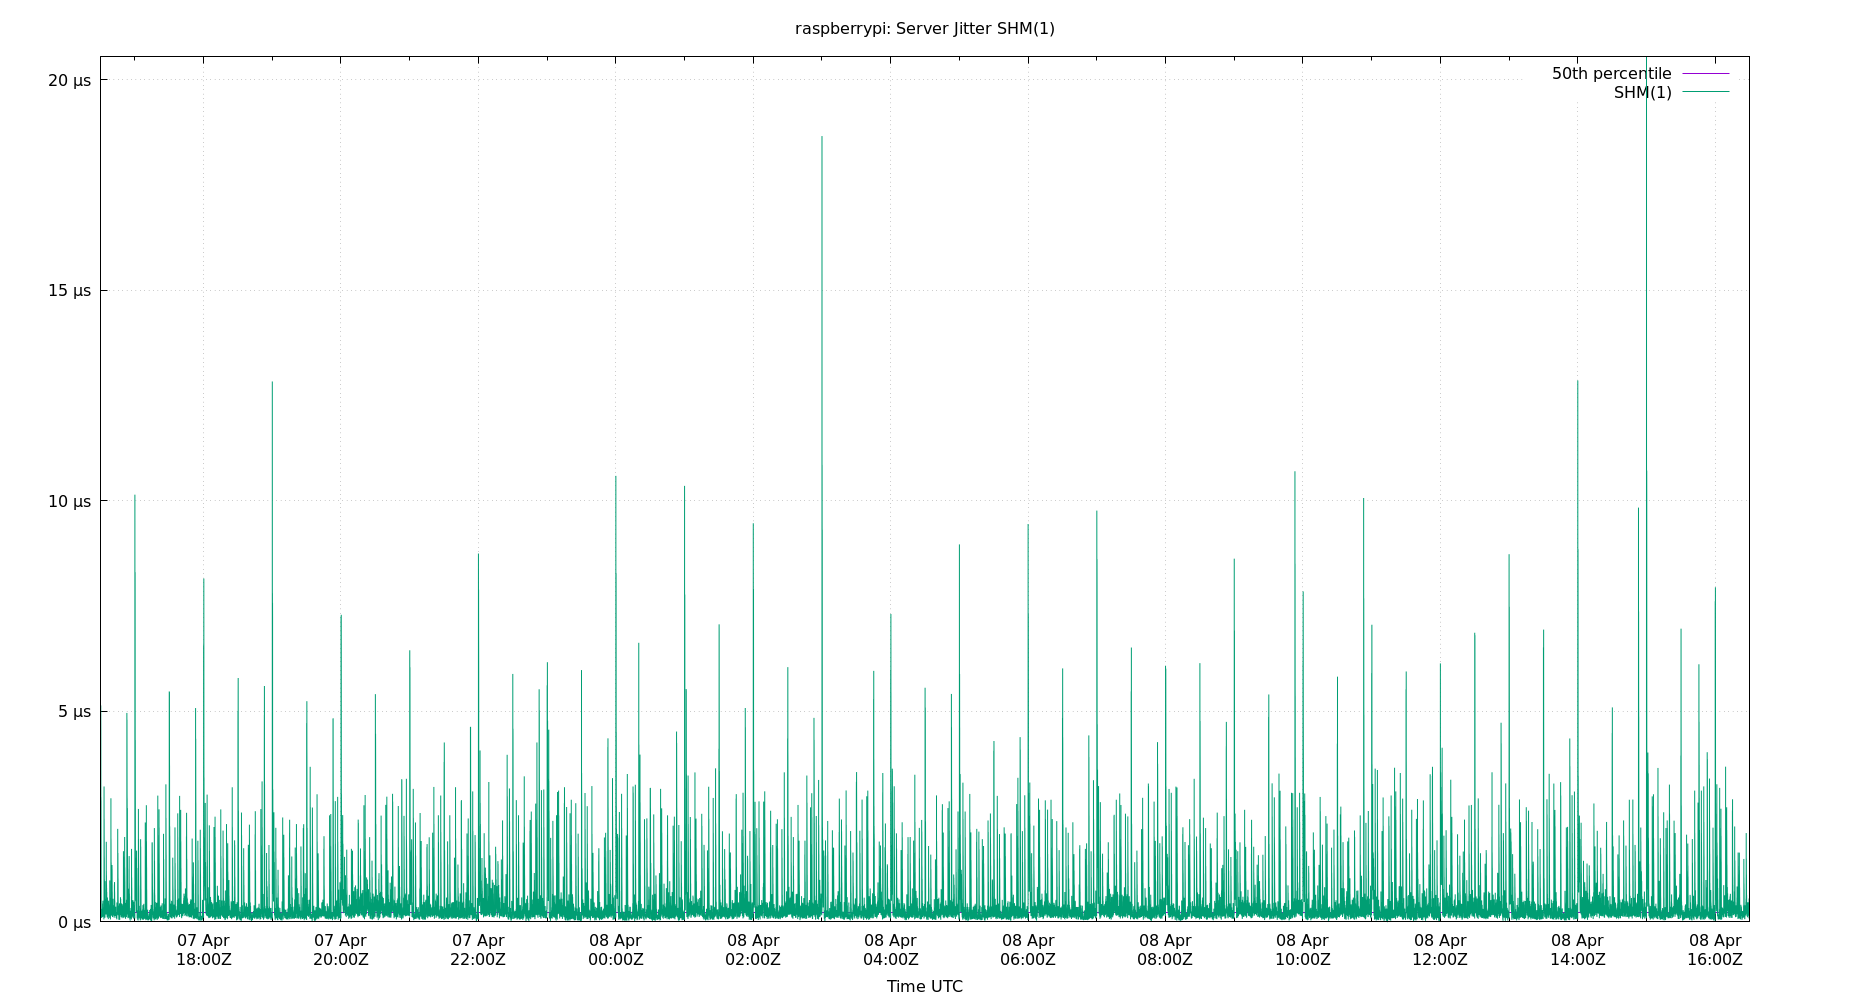 raspberrypi: Server Jitter SHM(1)
50th percentile
SHM(1)
20 µs
15 µs
10 µs
5 µs
0 µs
07 Apr 07 Apr 07 Apr 08 Apr 08 Apr 08 Apr 08 Apr 08 Apr 08 Apr 08 Apr 08 Apr 08 Apr
18:00Z 20:00Z 22:00Z 00:00Z 02:00Z 04:00Z 06:00Z 08:00Z 10:00Z 12:00Z 14:00Z 16:00Z
Time UTC